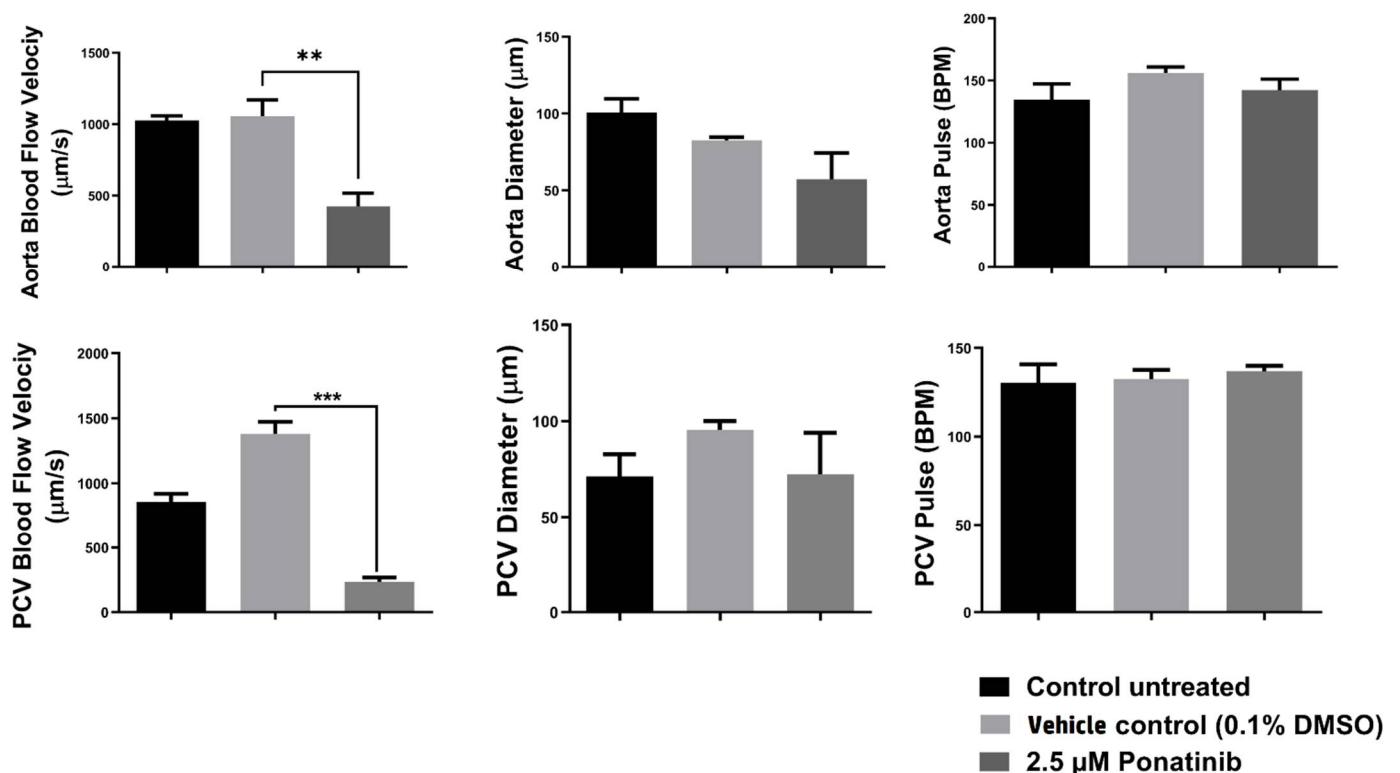 Aorta Blood Flow Velociy
(μm/s)
1500
1000
500
0
**
Aorta Diameter (μm)
150
100
50
0
Aorta Pulse (BPM)
200
150
100
50
0
PCV Blood Flow Velociy
(μm/s)
2000
1500
1000
500
0
***
PCV Diameter (μm)
150
100
50
0
PCV Pulse (BPM)
150
100
50
0
Control untreated
Vehicle control (0.1% DMSO)
2.5 μM Ponatinib